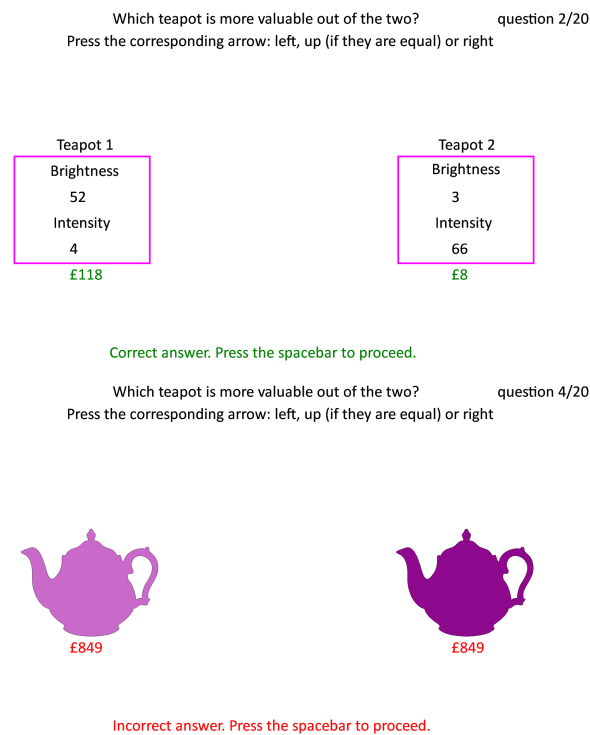 Which teapot is more valuable out of the two? question 2/20
Press the corresponding arrow: left, up (if they are equal) or right
Teapot 1 Teapot 2
Brightness Brightness
52 3
Intensity Intensity
4 66
£118 £8
Correct answer. Press the spacebar to proceed.
Which teapot is more valuable out of the two? question 4/20
Press the corresponding arrow: left, up (if they are equal) or right
£849 £849
Incorrect answer. Press the spacebar to proceed.